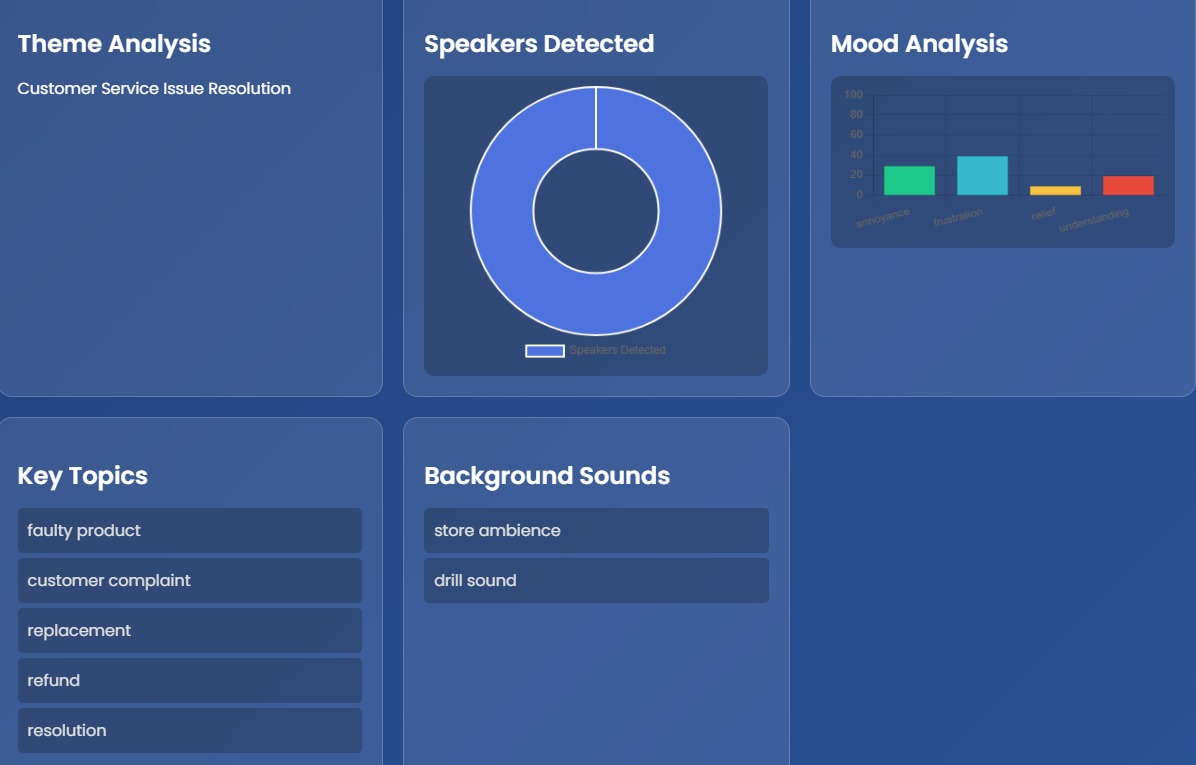 Theme Analysis
Customer Service Issue Resolution
Speakers Detected
Speakers Detected
Mood Analysis
100
80
60
40
20
0
annoyance
frustration
relief
understanding
Key Topics
faulty product
customer complaint
replacement
refund
resolution
Background Sounds
store ambience
drill sound